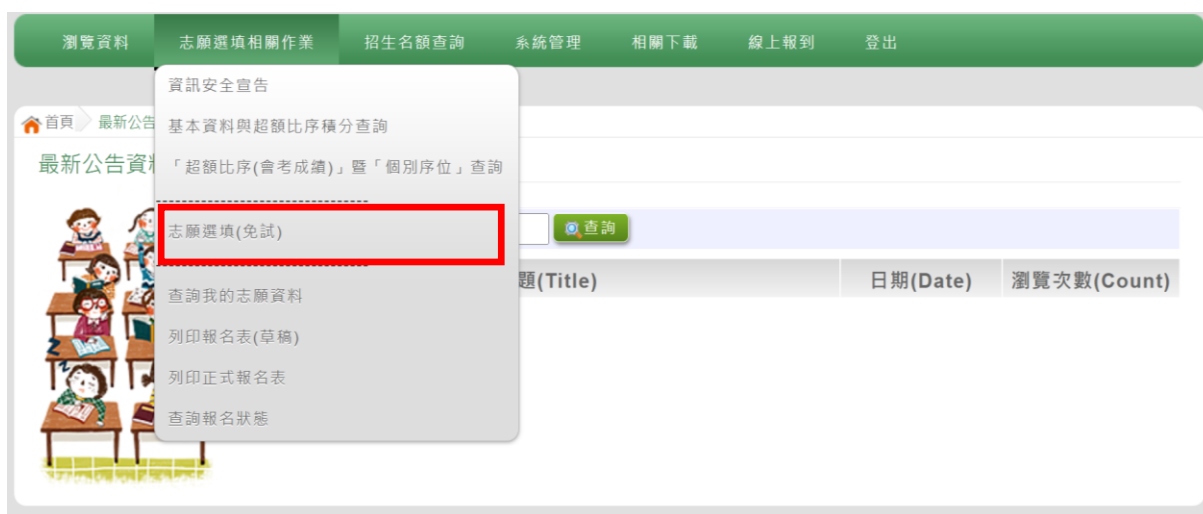 瀏覽資料 志願選填相關作業 招生名額查詢 系統管理 相關下載 線上報到 登出
資訊安全宣告
首頁 最新公告
基本資料與超額比序積分查詢
最新公告資
「超額比序(會考成績)」暨「個別序位」查詢
志願選填(免試)
查詢
題(Title) 日期(Date) 瀏覽次數(Count)
查詢我的志願資料
列印報名表(草稿)
列印正式報名表
查詢報名狀態